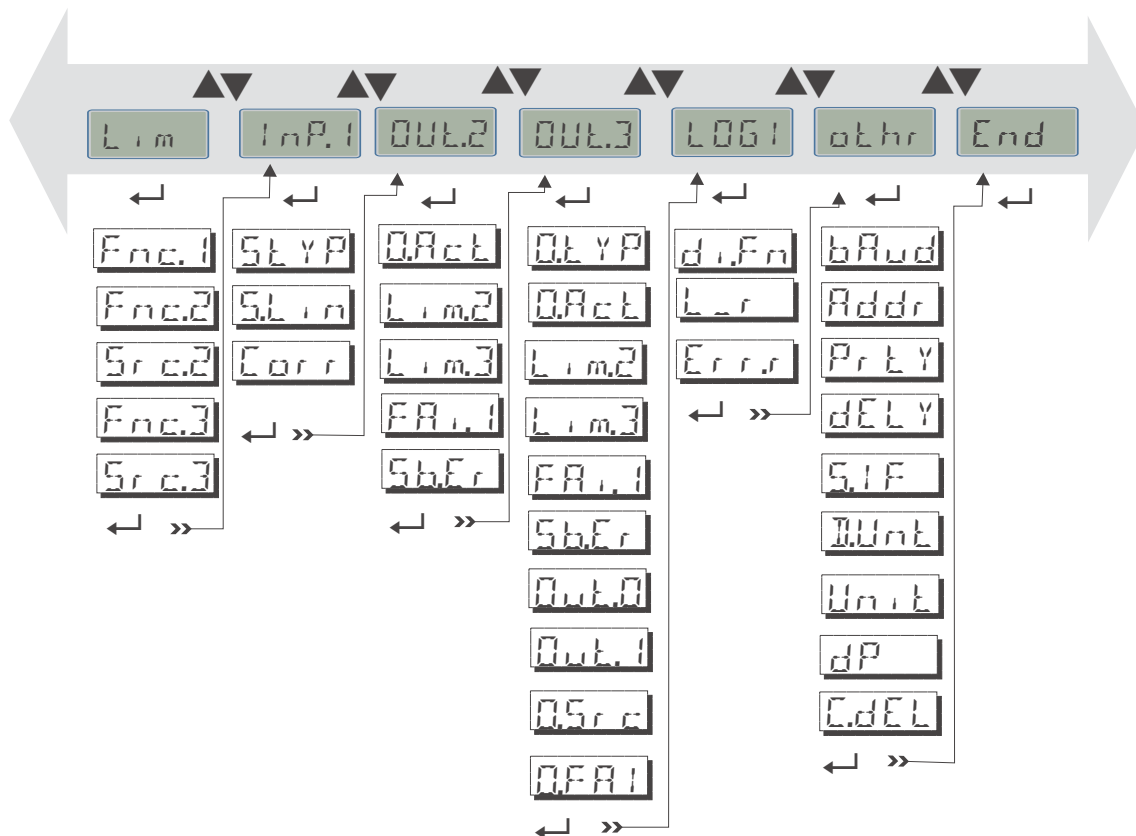 Lim InP.1 OUt.2 OUt.3 LOGI othr End
Fnc.1
Fnc.2
Src.2
Fnc.3
Src.3
StYP
S.Lin
Corr
O.Act
Lim.2
Lim.3
FAi.1
Sb.Er
O.tYP
O.Act
Lim.2
Lim.3
FAi.1
Sb.Er
Out.0
Out.1
O.Src
O.FAI
di.Fn
L_r
Err.r
bAud
Addr
PrtY
dELY
S.IF
D.Unt
Unit
dP
C.dEL